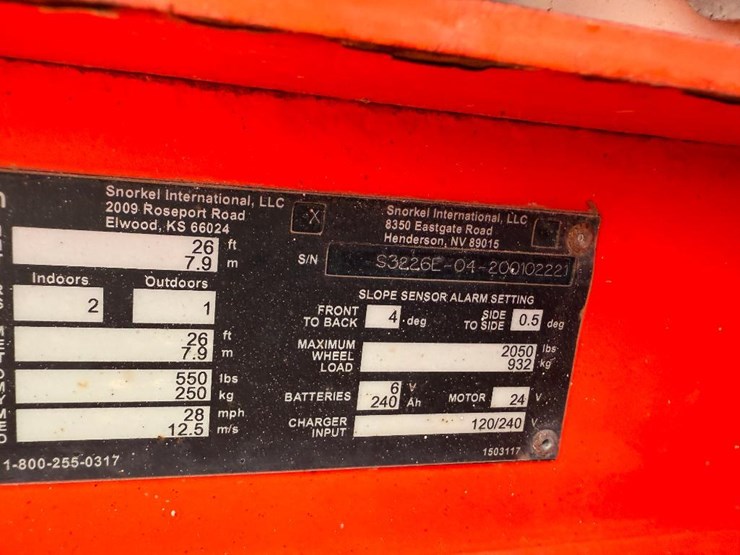 Snorkel International, LLC
2009 Roseport Road
Elwood, KS 66024
X
Snorkel International, LLC
8350 Eastgate Road
Henderson, NV 89015
26 ft
7.9 m
S/N S3226E-04-200102221
Indoors Outdoors
2 1
SLOPE SENSOR ALARM SETTING
FRONT TO BACK 4 deg
SIDE TO SIDE 0.5 deg
26 ft
7.9 m
MAXIMUM WHEEL LOAD
2050 lbs
932 kg
550 lbs
250 kg
BATTERIES
6 V
240 Ah
MOTOR 24 V
28 mph
12.5 m/s
CHARGER INPUT 120/240 V
1-800-255-0317
1503117